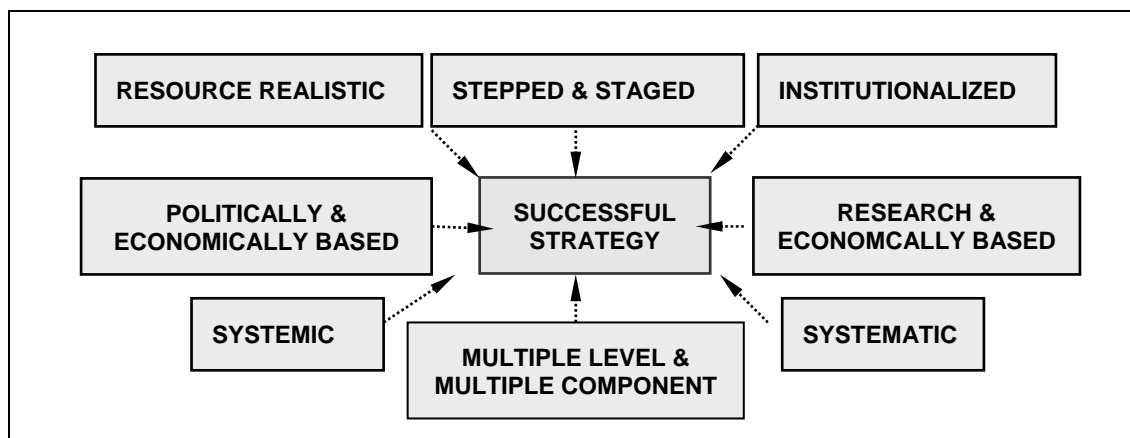 RESOURCE REALISTIC
STEPPED & STAGED
INSTITUTIONALIZED
POLITICALLY &
ECONOMICALLY BASED
SUCCESSFUL
STRATEGY
RESEARCH &
ECONOMCALLY BASED
SYSTEMIC
MULTIPLE LEVEL &
MULTIPLE COMPONENT
SYSTEMATIC